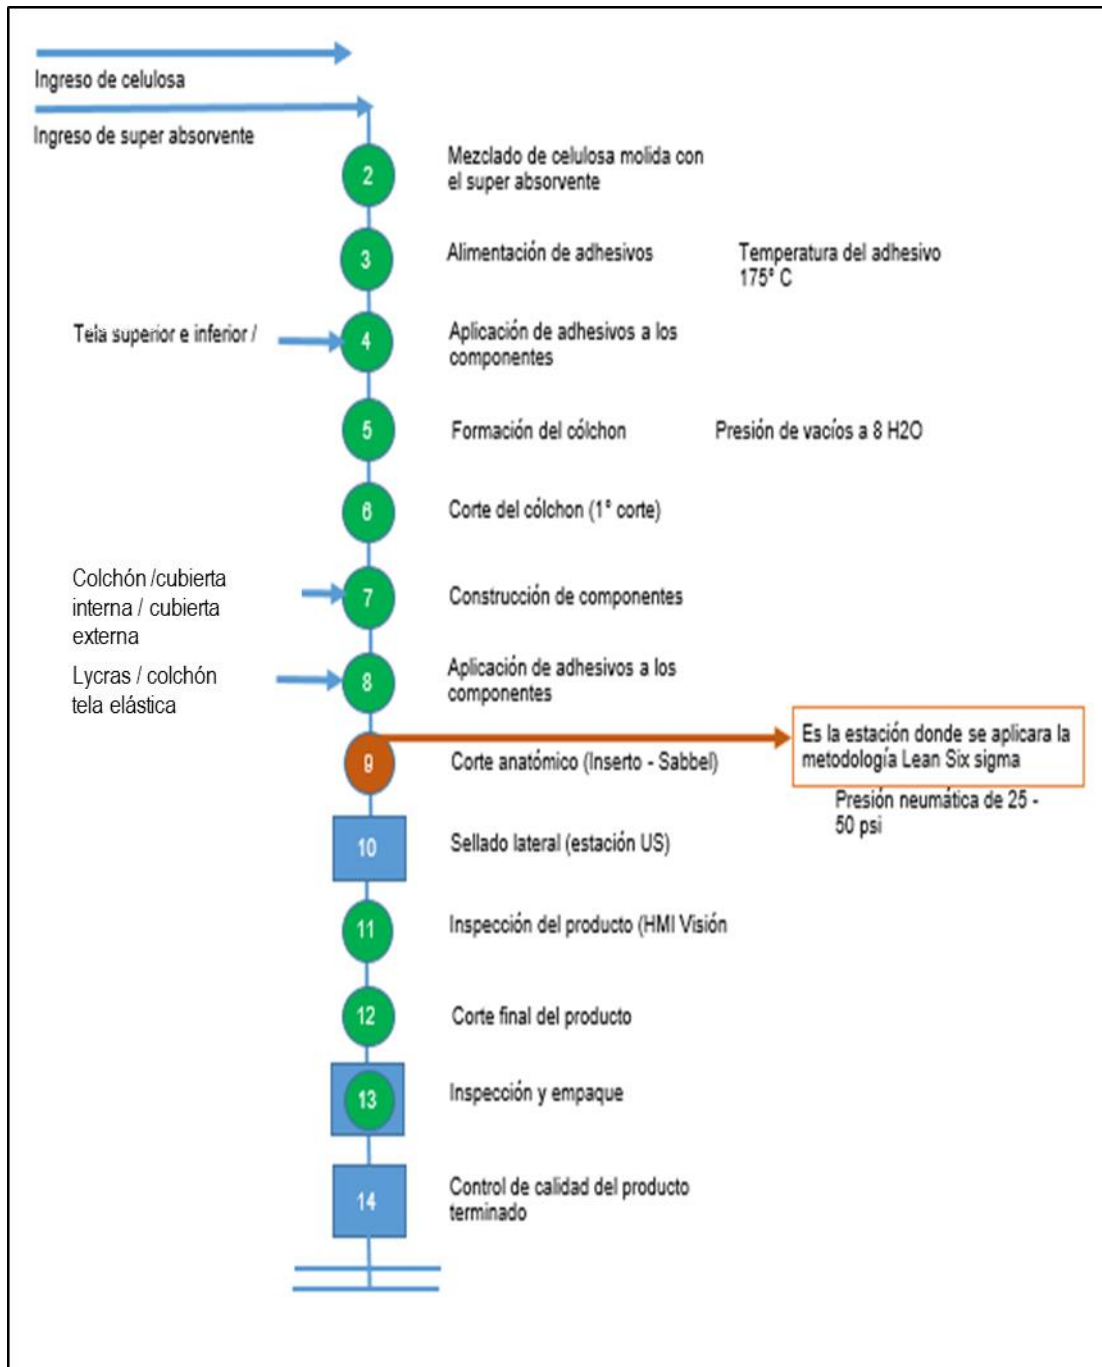 Ingreso de celulosa
Ingreso de super absorvente
2
Mezclado de celulosa molida con
el super absorvente
3
Alimentación de adhesivos
Temperatura del adhesivo
175° C
Tela superior e inferior /
4
Aplicación de adhesivos a los
componentes
5
Formación del cólchon
Presión de vacíos a 8 H2O
6
Corte del cólchon (1° corte)
Colchón /cubierta
interna / cubierta
externa
7
Construcción de componentes
Lycras / colchón
tela elástica
8
Aplicación de adhesivos a los
componentes
9
Corte anatómico (Inserto - Sabbel)
Es la estación donde se aplicara la
metodología Lean Six sigma
Presión neumática de 25 -
50 psi
10
Sellado lateral (estación US)
11
Inspección del producto (HMI Visión
12
Corte final del producto
13
Inspección y empaque
14
Control de calidad del producto
terminado